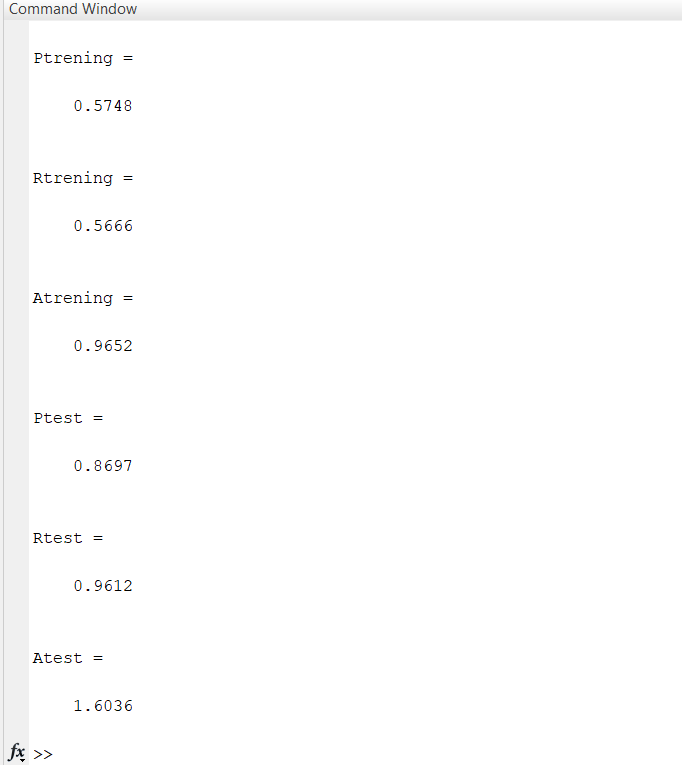 Command Window
Ptrening =
0.5748
Rtrening =
0.5666
Atrening =
0.9652
Ptest =
0.8697
Rtest =
0.9612
Atest =
1.6036
fx >>